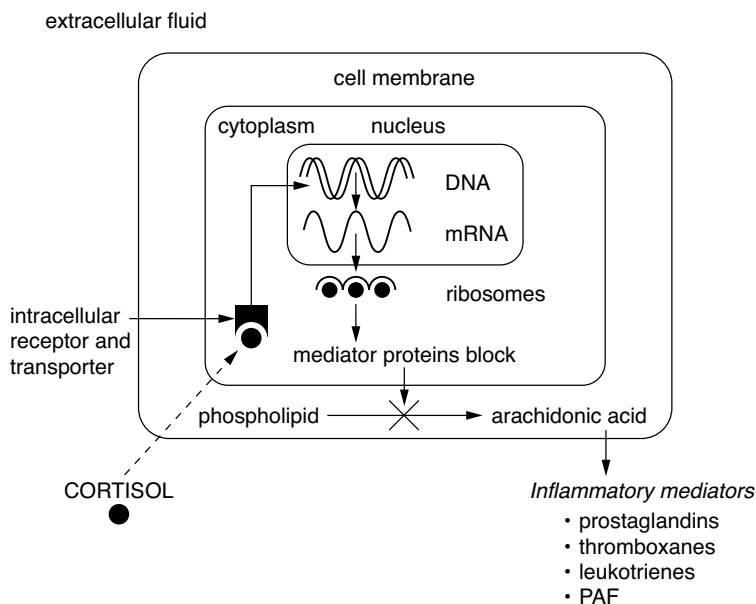 extracellular fluid
cell membrane
cytoplasm
nucleus
DNA
mRNA
ribosomes
intracellular
receptor and
transporter
mediator proteins block
phospholipid
arachidonic acid
CORTISOL
Inflammatory mediators
• prostaglandins
• thromboxanes
• leukotrienes
• PAF